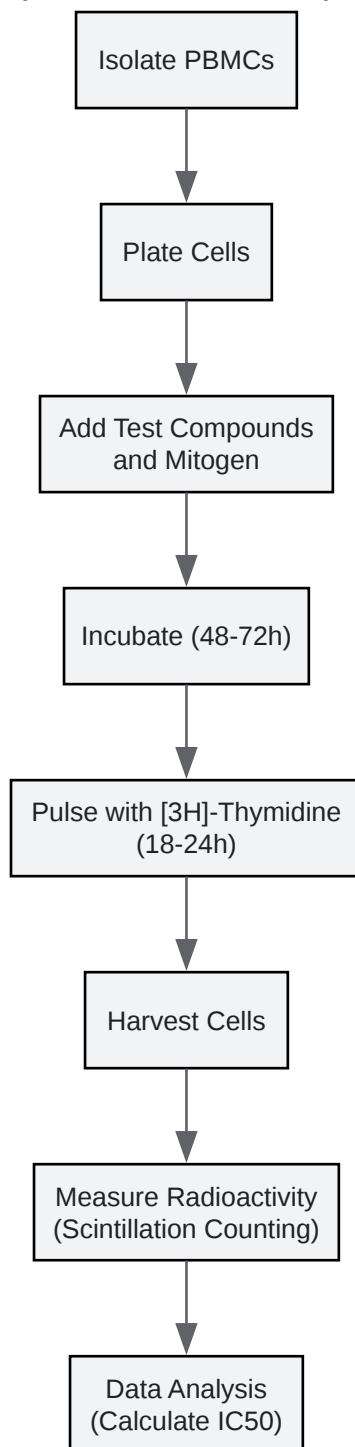 Isolate PBMCs
Plate Cells
Add Test Compounds
and Mitogen
Incubate (48-72h)
Pulse with [3H]-Thymidine
(18-24h)
Harvest Cells
Measure Radioactivity
(Scintillation Counting)
Data Analysis
(Calculate IC50)